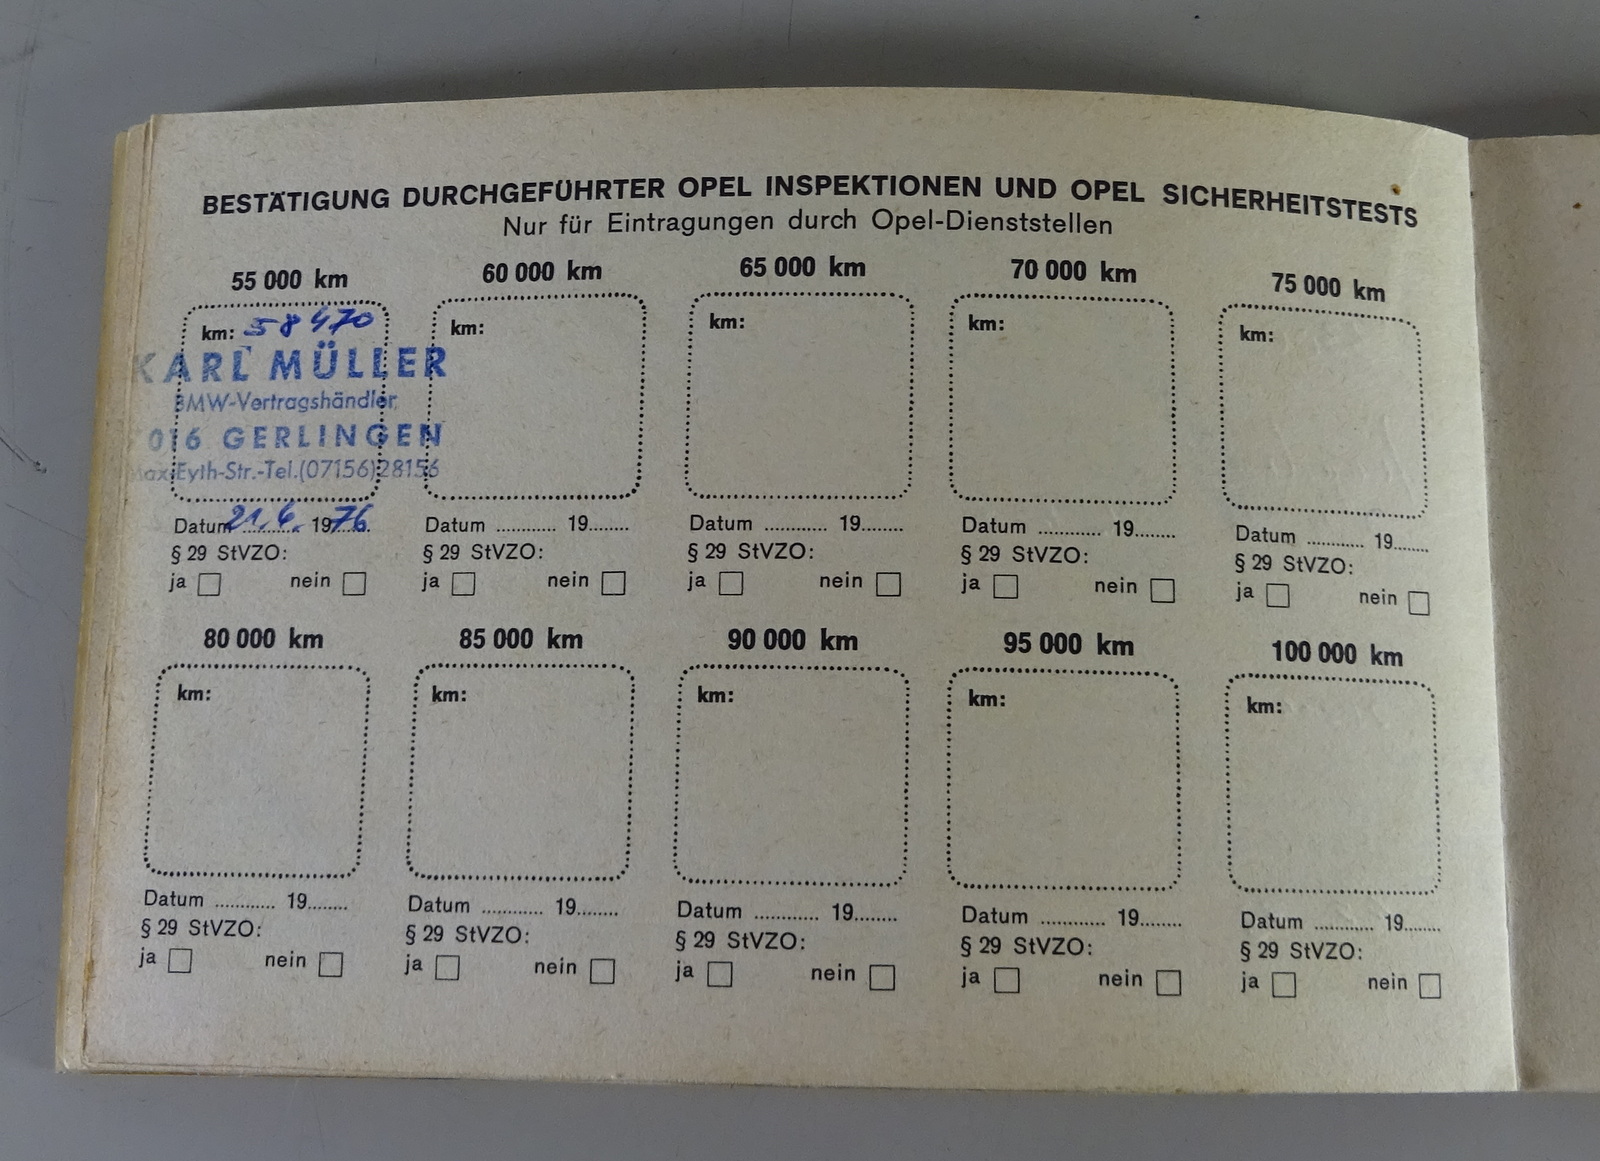 BESTÄTIGUNG DURCHGEFÜHRTER OPEL INSPEKTIONEN UND OPEL SICHERHEITSTESTS
Nur für Eintragungen durch Opel-Dienststellen
55 000 km
km: 58 470
KARL MÜLLER
BMW-Vertragshändler
016 GERLINGEN
Max-Eyth-Str.-Tel.(07156)28156
Datum 21.6. 1976
§ 29 StVZO:
ja nein
60 000 km
km:
Datum ............ 19........
§ 29 StVZO:
ja nein
65 000 km
km:
Datum ............ 19........
§ 29 StVZO:
ja nein
70 000 km
km:
Datum ............ 19........
§ 29 StVZO:
ja nein
75 000 km
km:
Datum ............ 19........
§ 29 StVZO:
ja nein
80 000 km
km:
Datum ............ 19........
§ 29 StVZO:
ja nein
85 000 km
km:
Datum ............ 19........
§ 29 StVZO:
ja nein
90 000 km
km:
Datum ............ 19........
§ 29 StVZO:
ja nein
95 000 km
km:
Datum ............ 19........
§ 29 StVZO:
ja nein
100 000 km
km:
Datum ............ 19........
§ 29 StVZO:
ja nein